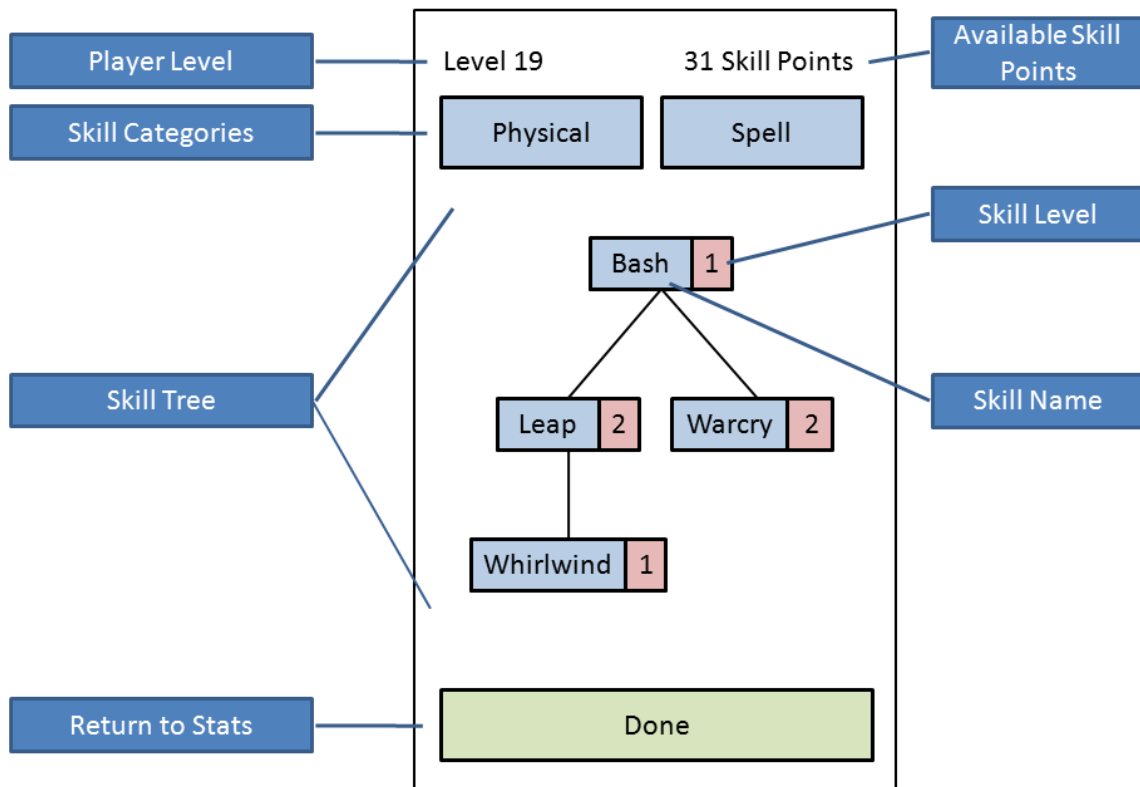 Player Level
Level 19
31 Skill Points
Available Skill
Points
Skill Categories
Physical
Spell
Skill Level
Bash
1
Skill Tree
Leap
2
Warcry
2
Skill Name
Whirlwind
1
Return to Stats
Done